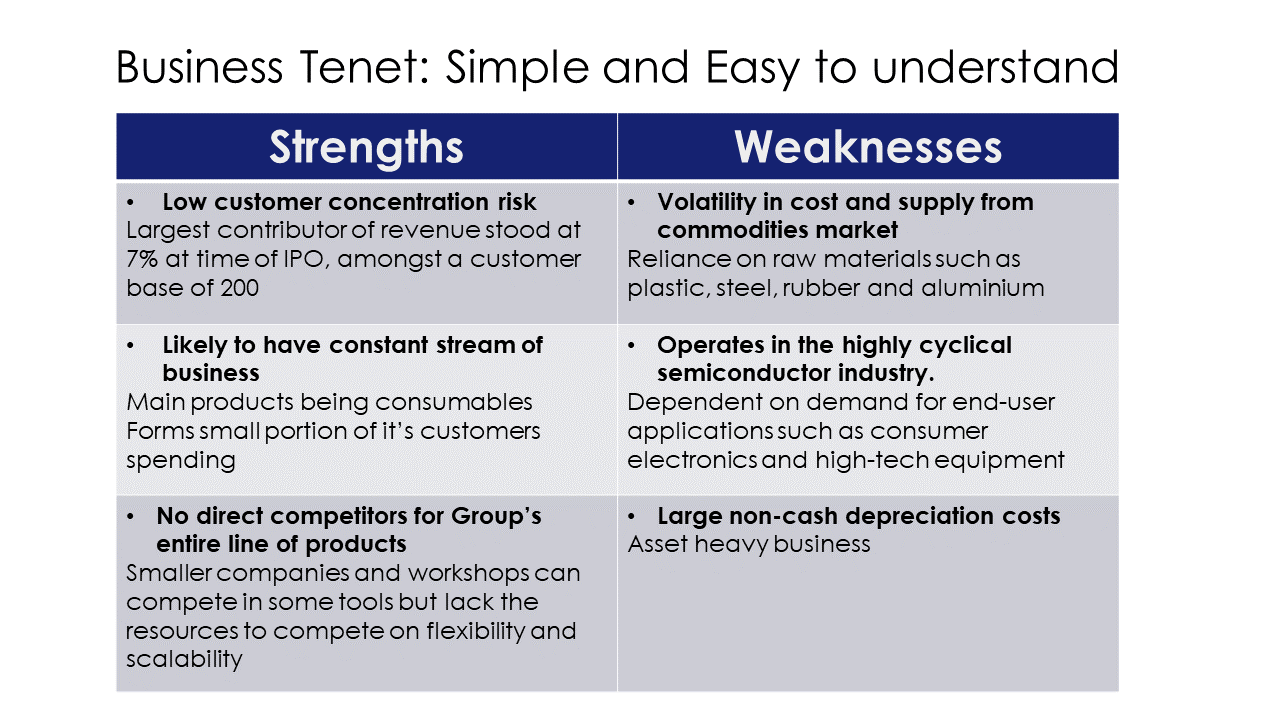 Business Tenet: Simple and Easy to understand
Strengths
Weaknesses
• Low customer concentration risk
Largest contributor of revenue stood at
7% at time of IPO, amongst a customer
base of 200
• Volatility in cost and supply from
commodities market
Reliance on raw materials such as
plastic, steel, rubber and aluminium
• Likely to have constant stream of
business
Main products being consumables
Forms small portion of it’s customers
spending
• Operates in the highly cyclical
semiconductor industry.
Dependent on demand for end-user
applications such as consumer
electronics and high-tech equipment
• No direct competitors for Group’s
entire line of products
Smaller companies and workshops can
compete in some tools but lack the
resources to compete on flexibility and
scalability
• Large non-cash depreciation costs
Asset heavy business